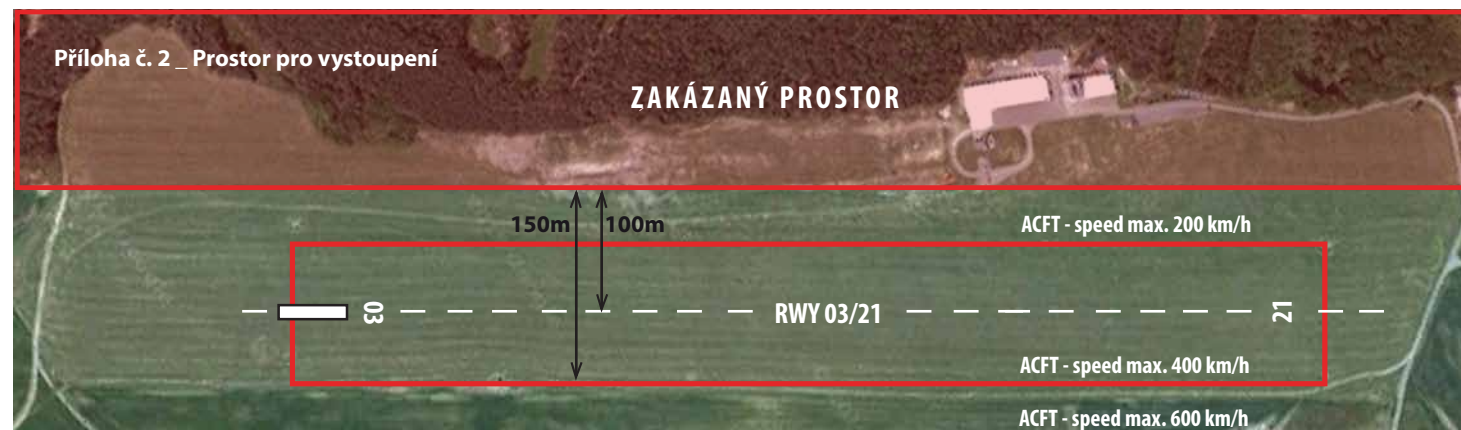 Příloha č. 2 _ Prostor pro vystoupení
ZAKÁZANÝ PROSTOR
150m
100m
ACFT - speed max. 200 km/h
03
RWY 03/21
21
ACFT - speed max. 400 km/h
ACFT - speed max. 600 km/h